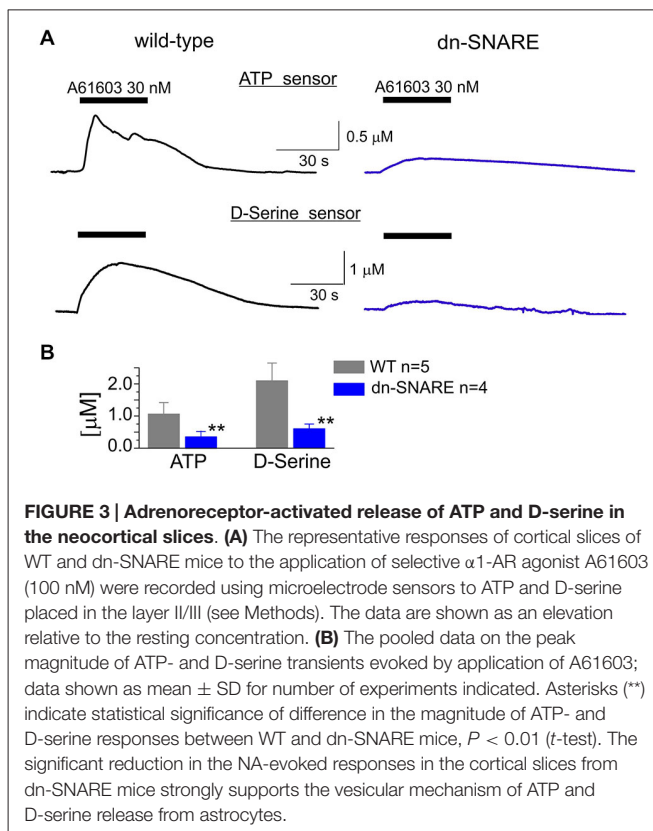 A
wild-type
dn-SNARE
ATP sensor
A61603 30 nM
A61603 30 nM
0.5 µM
30 s
D-Serine sensor
1 µM
30 s
B
[µM]
2.0
1.0
0.0
**
**
ATP
D-Serine
WT n=5
dn-SNARE n=4
FIGURE 3 | Adrenoreceptor-activated release of ATP and D-serine in
the neocortical slices. (A) The representative responses of cortical slices of
WT and dn-SNARE mice to the application of selective α1-AR agonist A61603
(100 nM) were recorded using microelectrode sensors to ATP and D-serine
placed in the layer II/III (see Methods). The data are shown as an elevation
relative to the resting concentration. (B) The pooled data on the peak
magnitude of ATP- and D-serine transients evoked by application of A61603;
data shown as mean ± SD for number of experiments indicated. Asterisks (**)
indicate statistical significance of difference in the magnitude of ATP- and
D-serine responses between WT and dn-SNARE mice, P < 0.01 (t-test). The
significant reduction in the NA-evoked responses in the cortical slices from
dn-SNARE mice strongly supports the vesicular mechanism of ATP and
D-serine release from astrocytes.